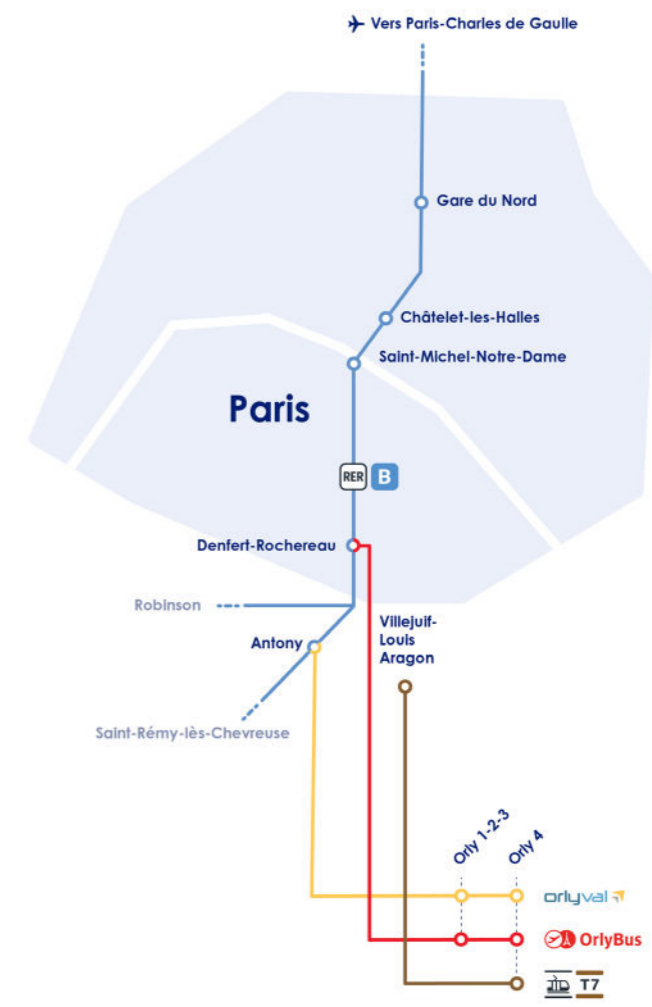 Vers Paris-Charles de Gaulle
Gare du Nord
Châtelet-les-Halles
Saint-Michel-Notre-Dame
Paris
RER B
Denfert-Rochereau
Robinson
Villejuif-
Louis
Aragon
Antony
Saint-Rémy-lès-Chevreuse
Orly 1-2-3
Orly 4
orlyval
OrlyBus
T7